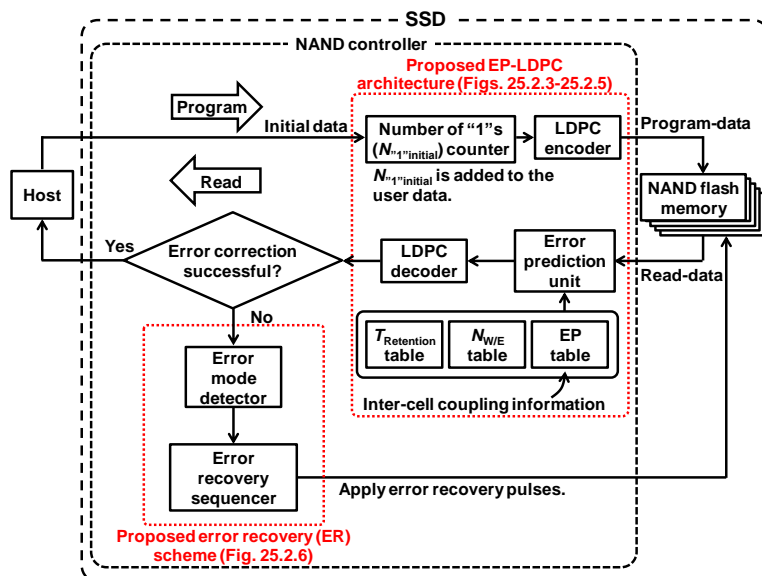 SSD
NAND controller
Proposed EP-LDPC
architecture (Figs. 25.2.3-25.2.5)
Program
Initial data
Number of "1"s
(N"1"initial) counter
LDPC
encoder
Program-data
N"1"initial is added to the
user data.
Host
Read
NAND flash
memory
Yes
Error correction
successful?
LDPC
decoder
Error
prediction
unit
Read-data
No
TRetention
table
NW/E
table
EP
table
Inter-cell coupling information
Error
mode
detector
Error
recovery
sequencer
Apply error recovery pulses.
Proposed error recovery (ER)
scheme (Fig. 25.2.6)